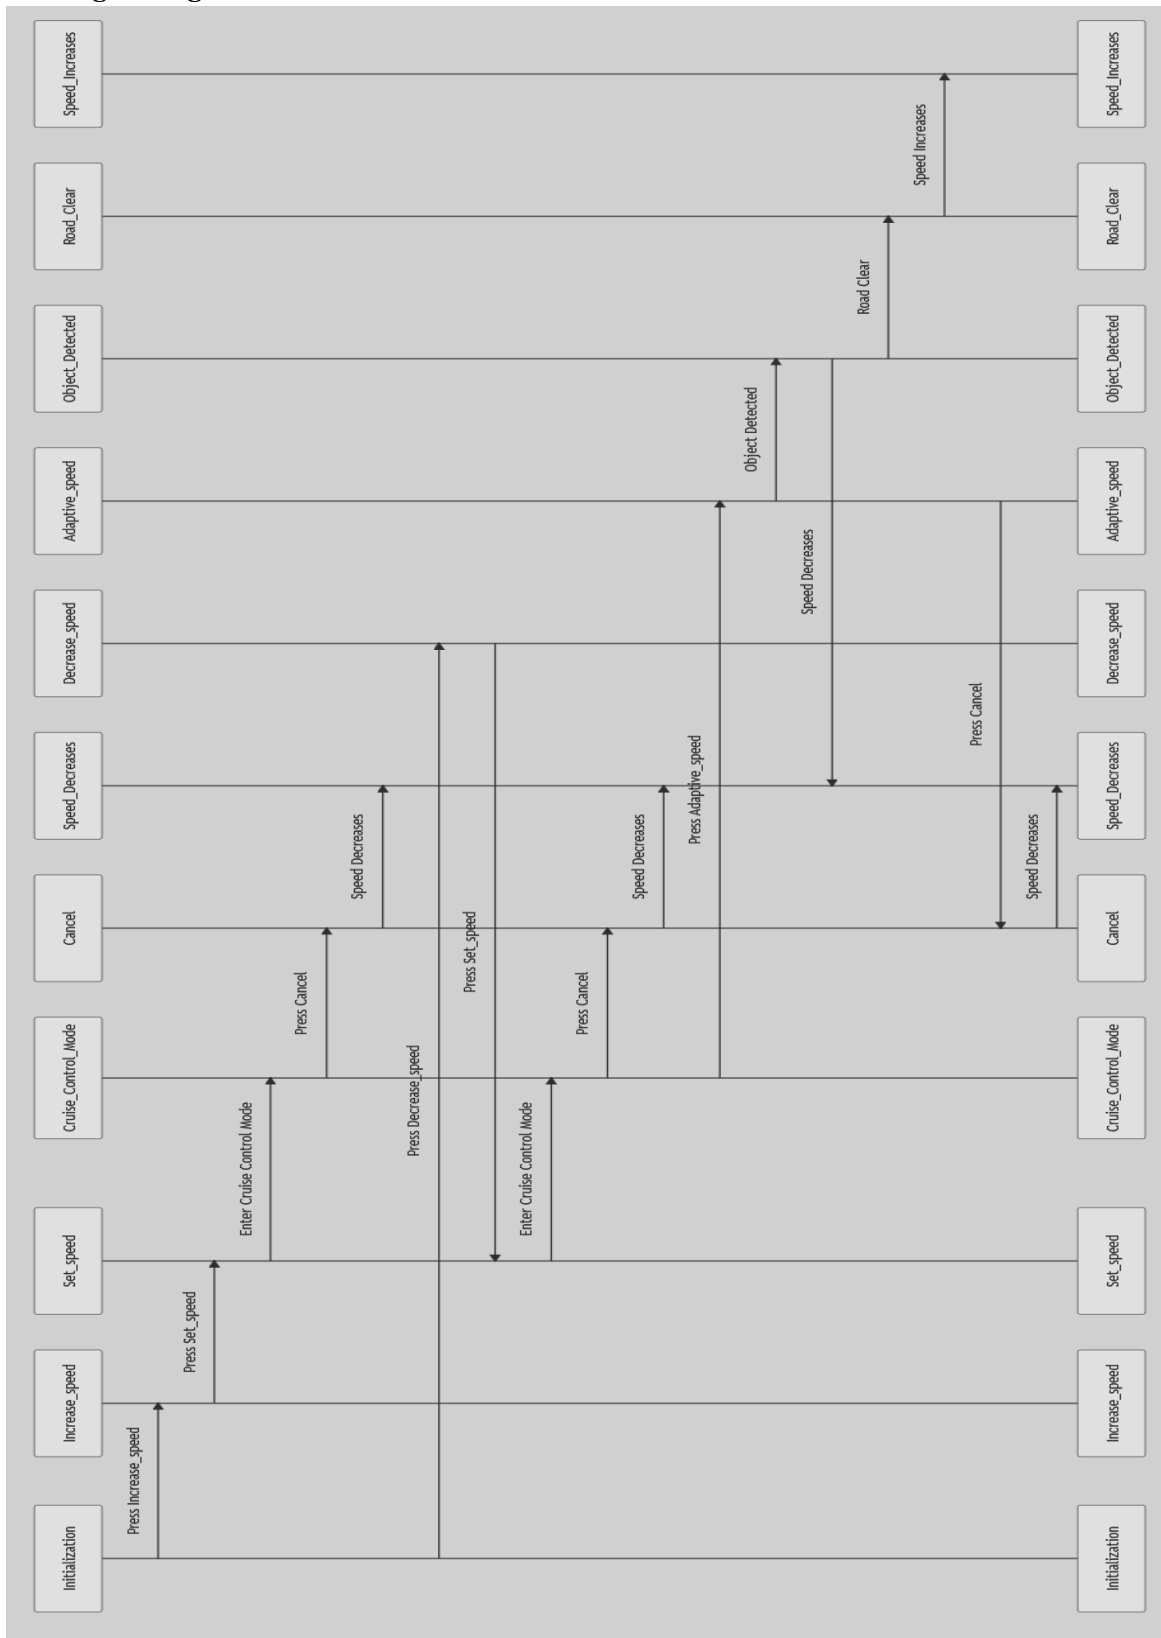 Initialization
Increase_speed
Set_speed
Cruise_Control_Mode
Cancel
Speed_Decreases
Decrease_speed
Adaptive_speed
Object_Detected
Road_Clear
Speed_Increases
Press Increase_speed
Press Set_speed
Enter Cruise Control Mode
Press Cancel
Speed Decreases
Press Decrease_speed
Press Set_speed
Enter Cruise Control Mode
Press Cancel
Speed Decreases
Press Adaptive_speed
Object Detected
Speed Decreases
Road Clear
Speed Increases
Press Cancel
Speed Decreases
Initialization
Increase_speed
Set_speed
Cruise_Control_Mode
Cancel
Speed_Decreases
Decrease_speed
Adaptive_speed
Object_Detected
Road_Clear
Speed_Increases